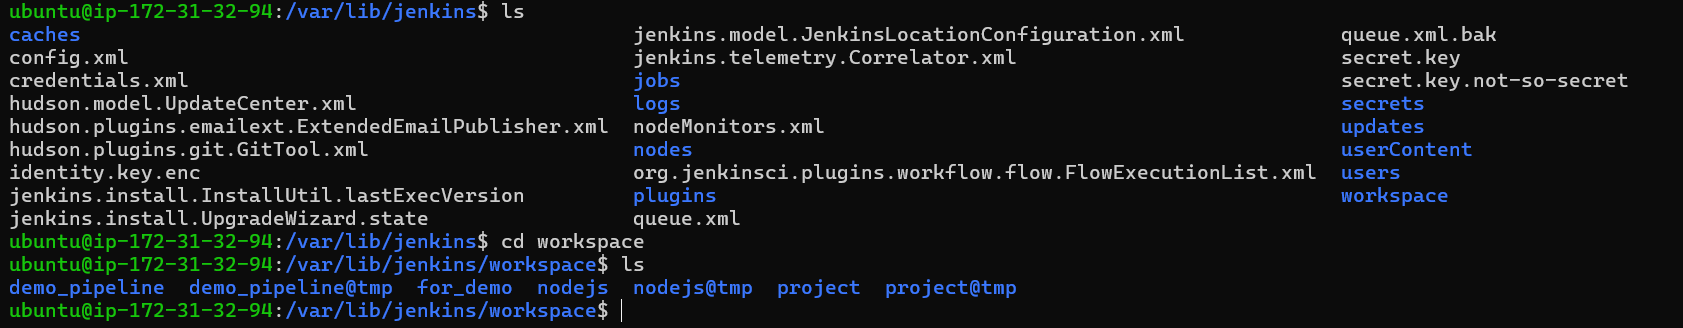 ubuntu@ip-172-31-32-94:/var/lib/jenkins$ ls
caches jenkins.model.JenkinsLocationConfiguration.xml queue.xml.bak
config.xml jenkins.telemetry.Correlator.xml secret.key
credentials.xml jobs secret.key.not-so-secret
hudson.model.UpdateCenter.xml logs secrets
hudson.plugins.emailext.ExtendedEmailPublisher.xml nodeMonitors.xml updates
hudson.plugins.git.GitTool.xml nodes userContent
identity.key.enc org.jenkinsci.plugins.workflow.flow.FlowExecutionList.xml users
jenkins.install.InstallUtil.lastExecVersion plugins workspace
jenkins.install.UpgradeWizard.state queue.xml
ubuntu@ip-172-31-32-94:/var/lib/jenkins$ cd workspace
ubuntu@ip-172-31-32-94:/var/lib/jenkins/workspace$ ls
demo_pipeline demo_pipeline@tmp for_demo nodejs nodejs@tmp project project@tmp
ubuntu@ip-172-31-32-94:/var/lib/jenkins/workspace$